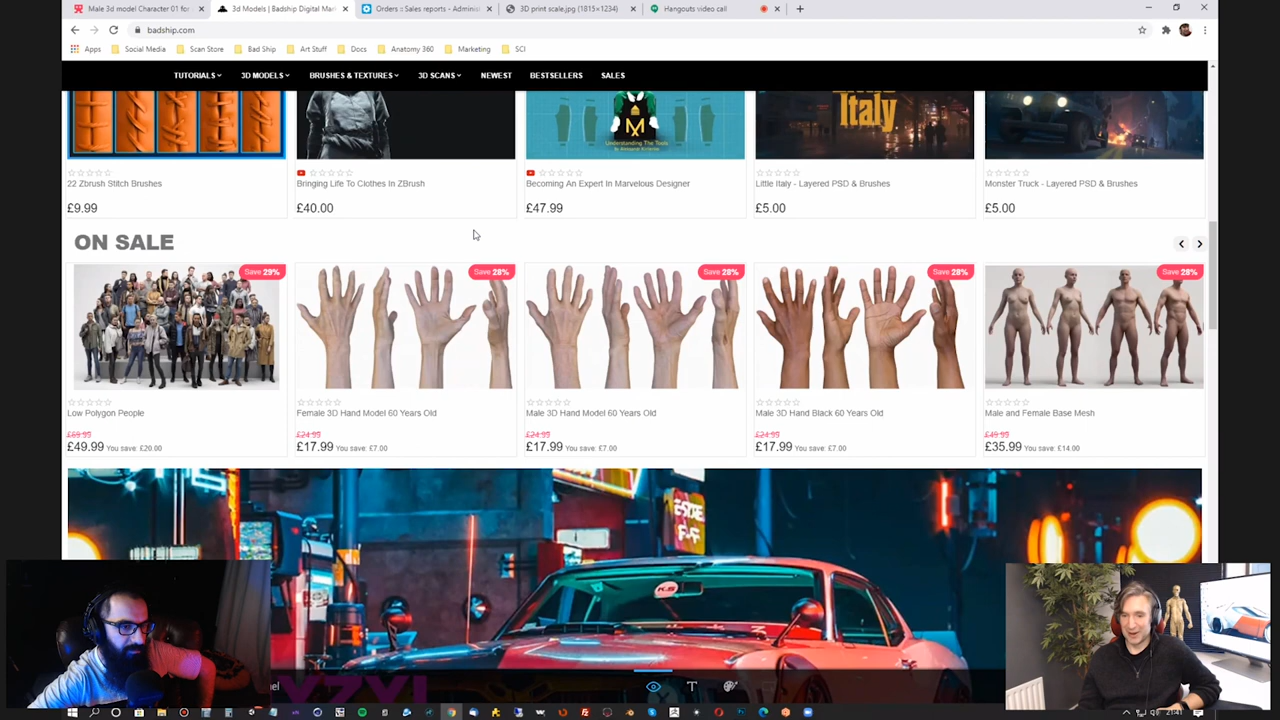 Male 3d model Character 01 for
3d Models | Badship Digital Mar
Orders :: Sales reports - Adminis
3D print scale.jpg (1815×1234)
Hangouts video call
badship.com
Apps
Social Media
Scan Store
Bad Ship
Art Stuff
Docs
Anatomy 360
Marketing
SCI
TUTORIALS
3D MODELS
BRUSHES & TEXTURES
3D SCANS
NEWEST
BESTSELLERS
SALES
Understanding The Tools
Italy
22 Zbrush Stitch Brushes
£9.99
Bringing Life To Clothes In ZBrush
£40.00
Becoming An Expert In Marvelous Designer
£47.99
Little Italy - Layered PSD & Brushes
£5.00
Monster Truck - Layered PSD & Brushes
£5.00
ON SALE
Save 29%
Save 28%
Save 28%
Save 28%
Save 28%
Low Polygon People
£69.99
£49.99 You save: £20.00
Female 3D Hand Model 60 Years Old
£24.99
£17.99 You save: £7.00
Male 3D Hand Model 60 Years Old
£24.99
£17.99 You save: £7.00
Male 3D Hand Black 60 Years Old
£24.99
£17.99 You save: £7.00
Male and Female Base Mesh
£49.99
£35.99 You save: £14.00
21:41